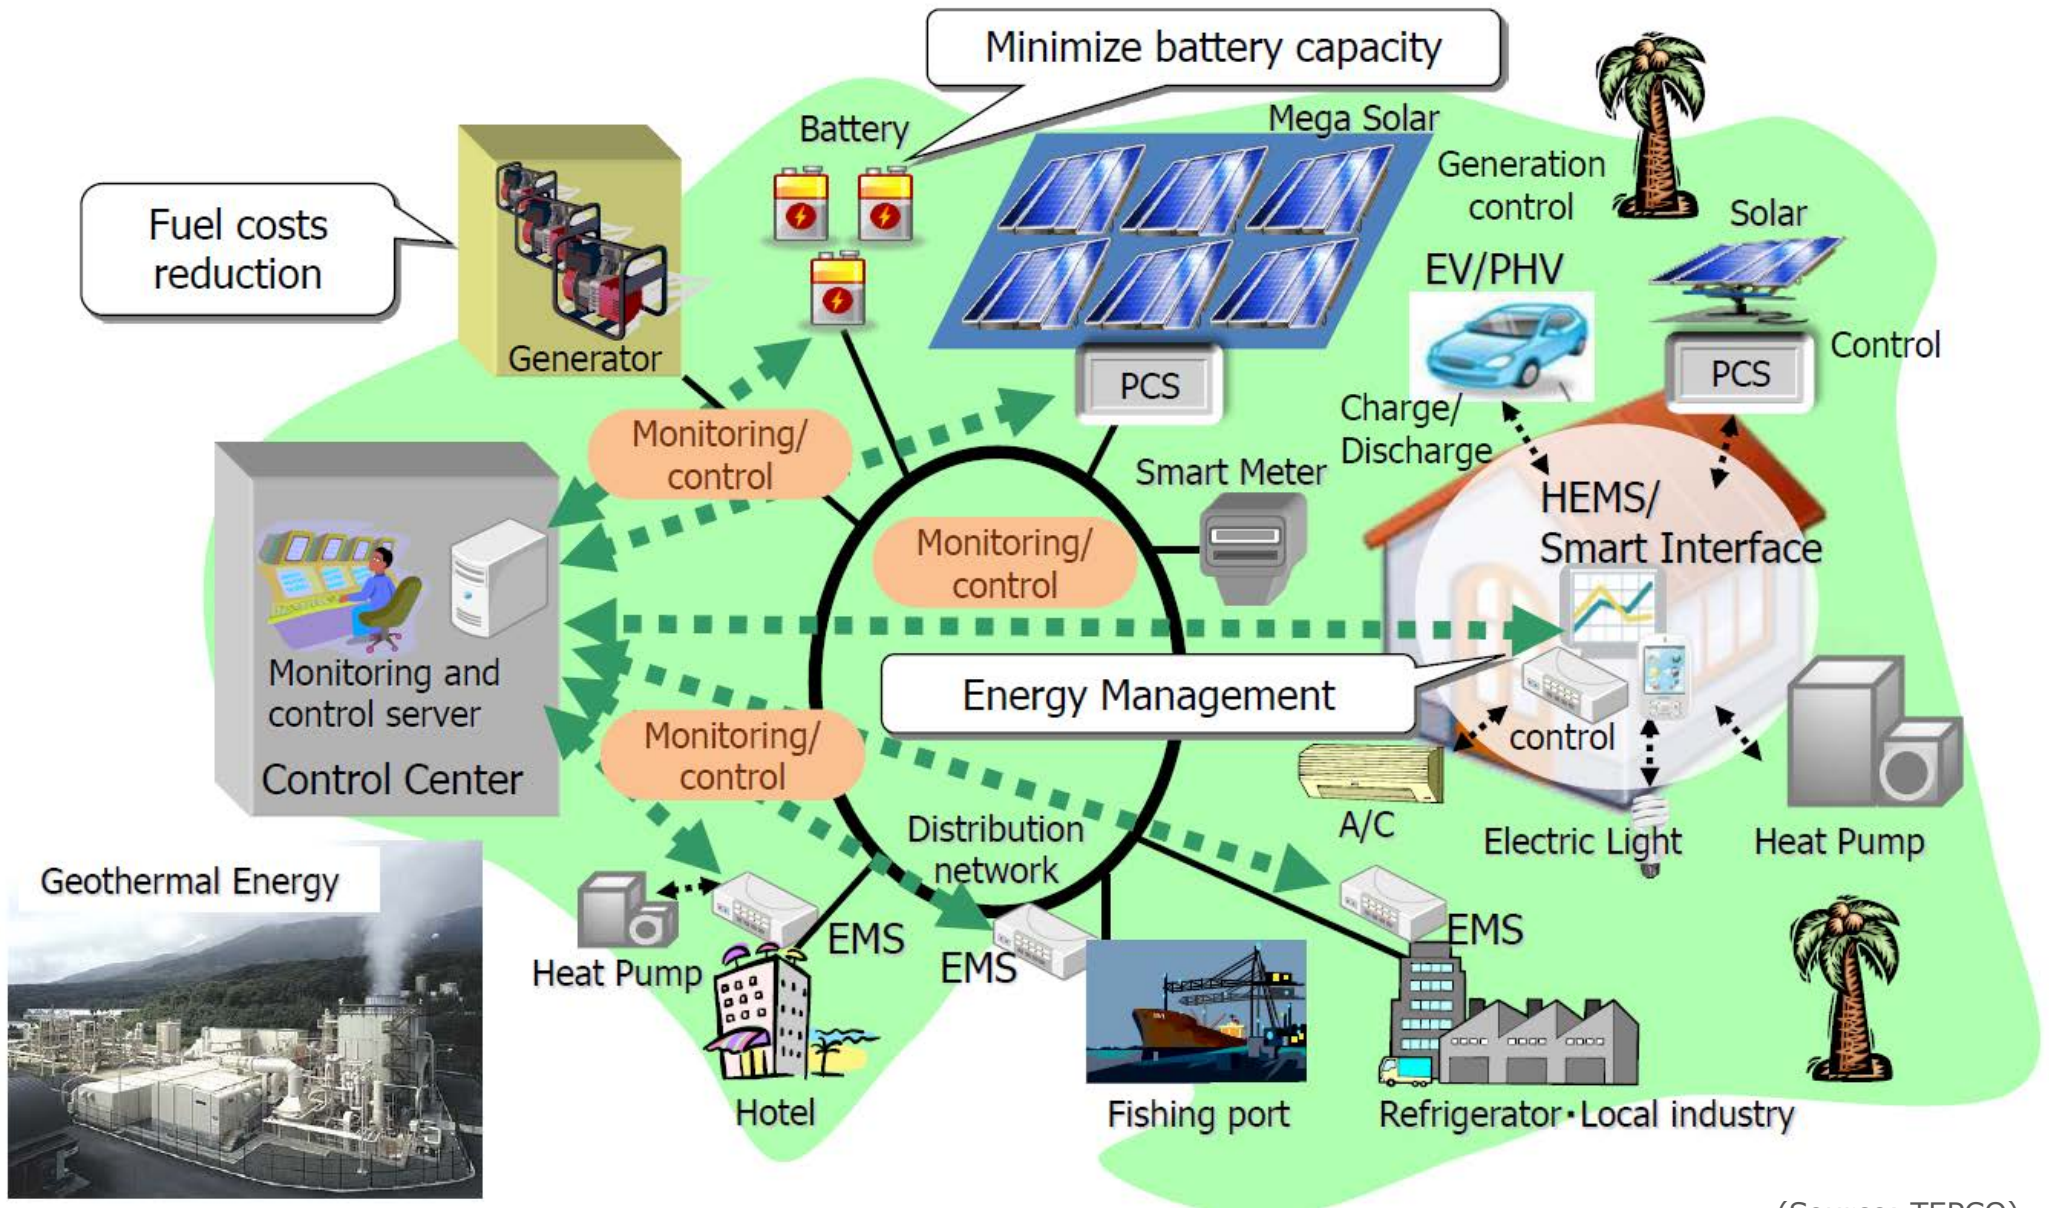 Minimize battery capacity
Battery
Mega Solar
Generation
control
Fuel costs
reduction
Solar
EV/PHV
Generator
PCS
PCS
Control
Charge/
Discharge
Monitoring/
control
Smart Meter
HEMS/
Smart Interface
Monitoring/
control
Monitoring and
control server
Energy Management
Monitoring/
control
control
Control Center
Distribution
network
A/C
Electric Light
Heat Pump
Geothermal Energy
EMS
EMS
EMS
Heat Pump
Hotel
Fishing port
Refrigerator・Local industry
(Source: TEPCO)